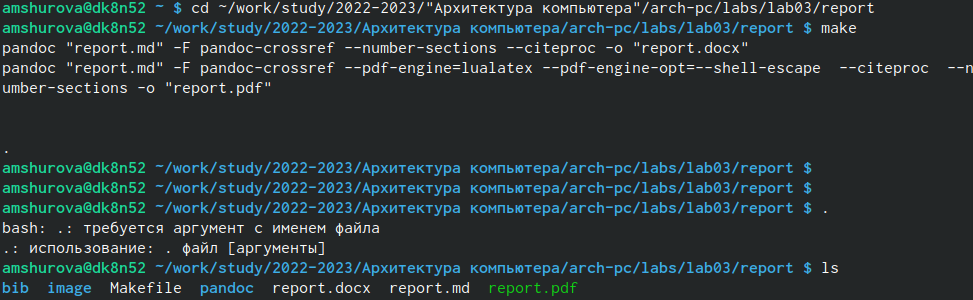 amshurova@dk8n52 ~ $ cd ~/work/study/2022-2023/"Архитектура компьютера"/arch-pc/labs/lab03/report
amshurova@dk8n52 ~/work/study/2022-2023/Архитектура компьютера/arch-pc/labs/lab03/report $ make
pandoc "report.md" -F pandoc-crossref --number-sections --citeproc -o "report.docx"
pandoc "report.md" -F pandoc-crossref --pdf-engine=lualatex --pdf-engine-opt=--shell-escape  --citeproc  --n
umber-sections -o "report.pdf"
.
amshurova@dk8n52 ~/work/study/2022-2023/Архитектура компьютера/arch-pc/labs/lab03/report $
amshurova@dk8n52 ~/work/study/2022-2023/Архитектура компьютера/arch-pc/labs/lab03/report $
amshurova@dk8n52 ~/work/study/2022-2023/Архитектура компьютера/arch-pc/labs/lab03/report $ .
bash: .: требуется аргумент с именем файла
.: использование: . файл [аргументы]
amshurova@dk8n52 ~/work/study/2022-2023/Архитектура компьютера/arch-pc/labs/lab03/report $ ls
bib  image  Makefile  pandoc  report.docx  report.md  report.pdf